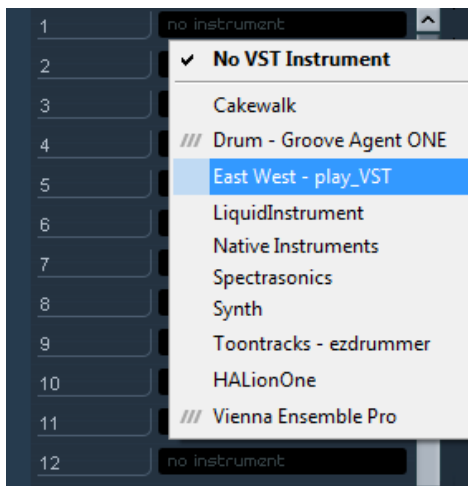 1 no instrument
2 No VST Instrument
3 Cakewalk
4 Drum - Groove Agent ONE
5 East West - play_VST
6 LiquidInstrument
7 Native Instruments
Spectrasonics
8 Synth
9 Toontracks - ezdrummer
10 HALionOne
11 Vienna Ensemble Pro
12 no instrument